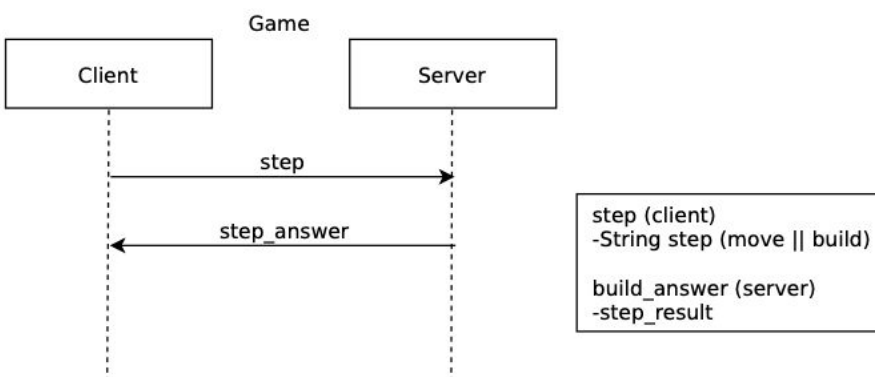 Game
Client
Server
step
step_answer
step (client)
-String step (move || build)
build_answer (server)
-step_result